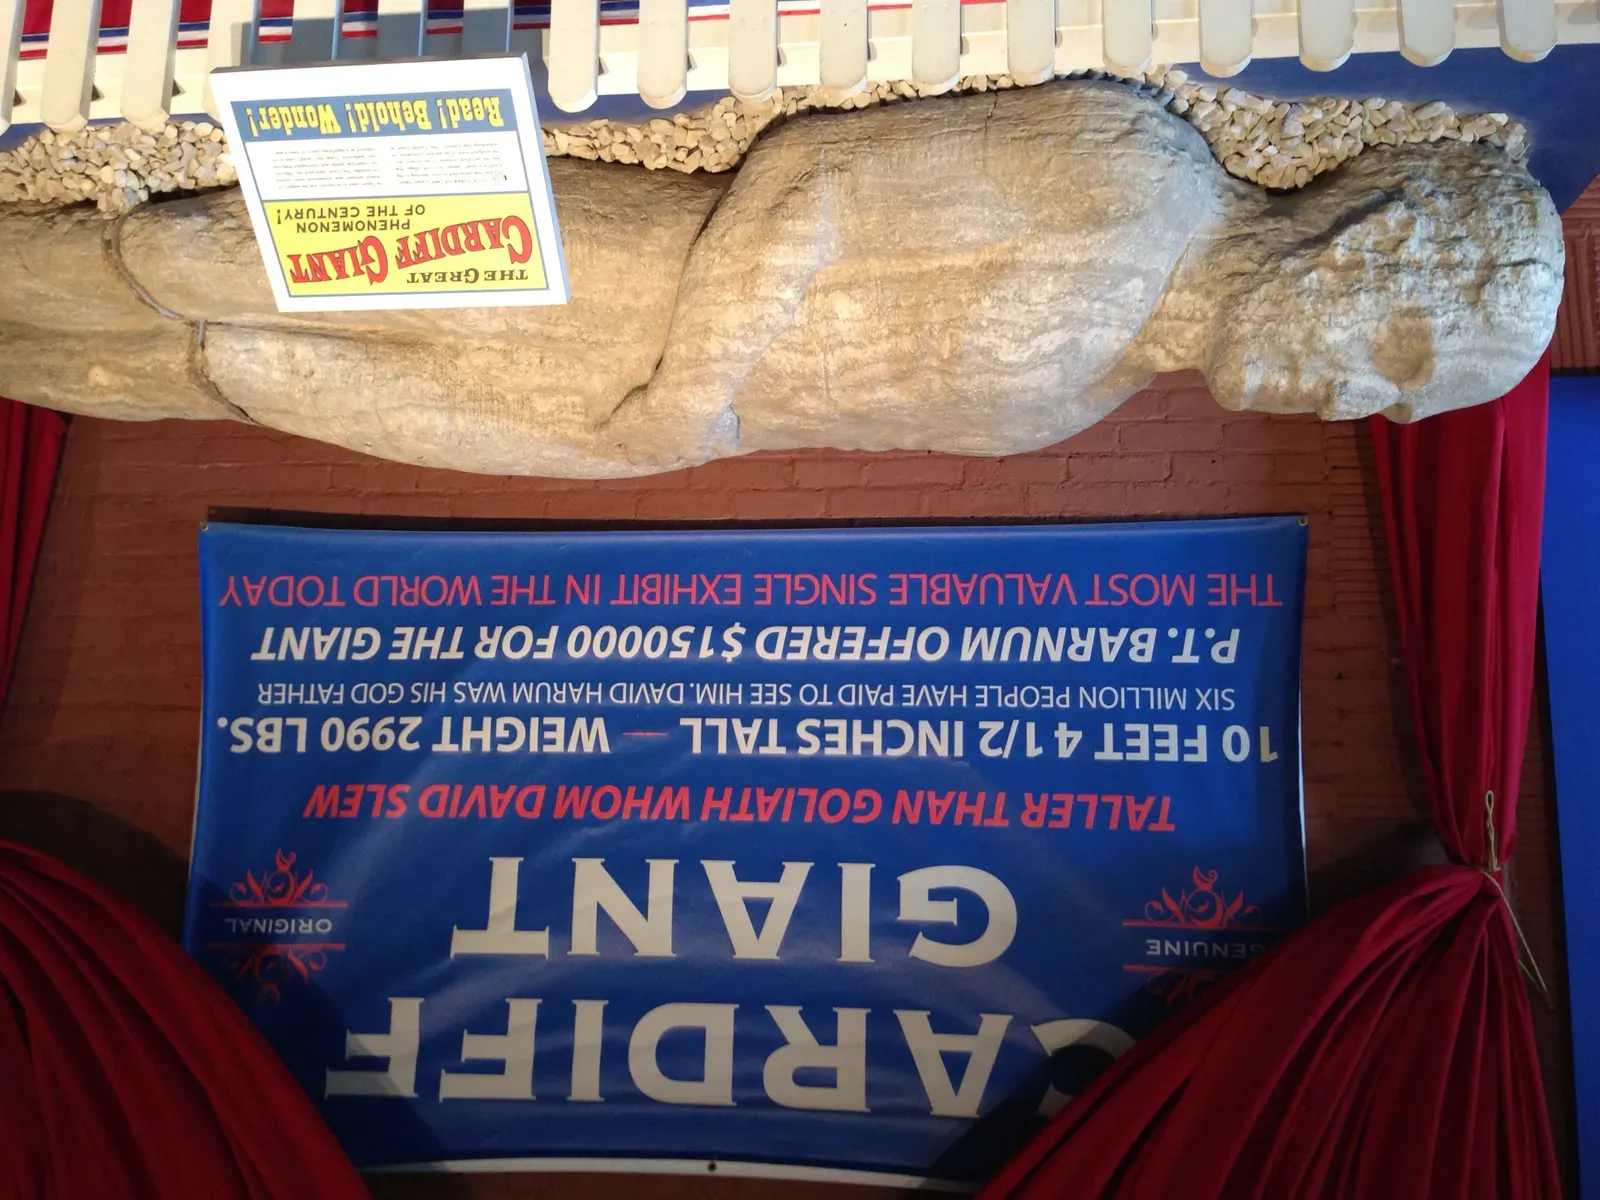 CARDIFF
GIANT
GENUINE
ORIGINAL
TALLER THAN GOLIATH WHOM DAVID SLEW
10 FEET 4 1/2 INCHES TALL — WEIGHT 2990 LBS.
SIX MILLION PEOPLE HAVE PAID TO SEE HIM. DAVID HARUM WAS HIS GOD FATHER
P.T. BARNUM OFFERED $150000 FOR THE GIANT
THE MOST VALUABLE SINGLE EXHIBIT IN THE WORLD TODAY
THE GREAT
CARDIFF GIANT
PHENOMENON
OF THE CENTURY!
Read! Behold! Wonder!